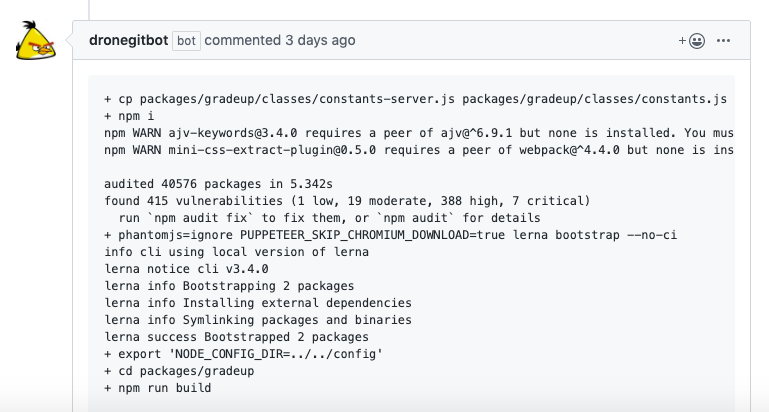 dronegitbot bot commented 3 days ago
+ cp packages/gradeup/classes/constants-server.js packages/gradeup/classes/constants.js
+ npm i
npm WARN ajv-keywords@3.4.0 requires a peer of ajv@^6.9.1 but none is installed. You mus
npm WARN mini-css-extract-plugin@0.5.0 requires a peer of webpack@^4.4.0 but none is ins
audited 40576 packages in 5.342s
found 415 vulnerabilities (1 low, 19 moderate, 388 high, 7 critical)
run `npm audit fix` to fix them, or `npm audit` for details
+ phantomjs=ignore PUPPETEER_SKIP_CHROMIUM_DOWNLOAD=true lerna bootstrap --no-ci
info cli using local version of lerna
lerna notice cli v3.4.0
lerna info Bootstrapping 2 packages
lerna info Installing external dependencies
lerna info Symlinking packages and binaries
lerna success Bootstrapped 2 packages
+ export 'NODE_CONFIG_DIR=../../config'
+ cd packages/gradeup
+ npm run build